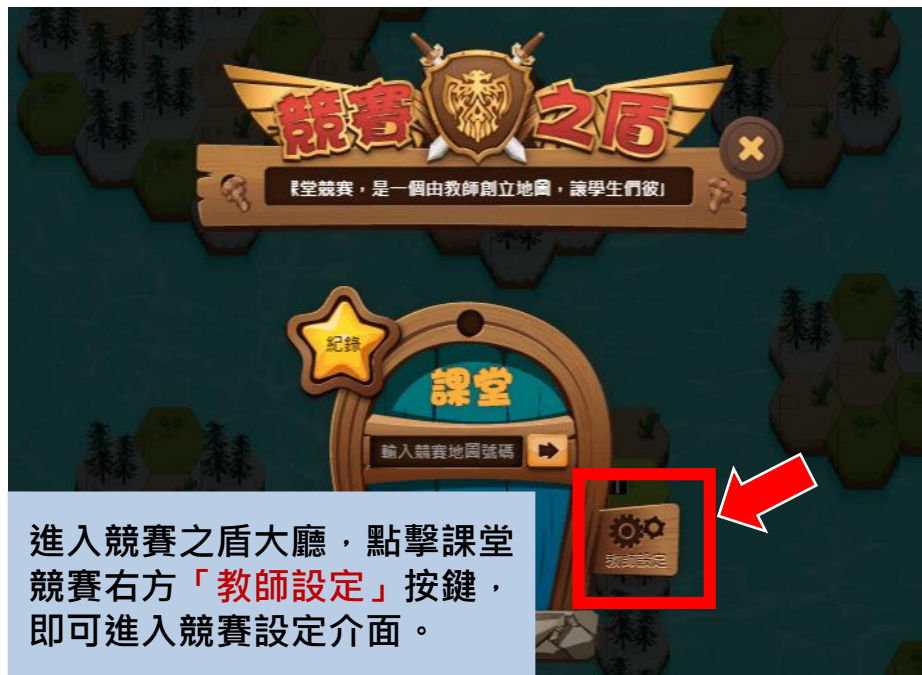 競賽之盾
課堂競賽，是一個由教師創立地圖，讓學生們彼
紀錄
課堂
輸入競賽地圖號碼
教師設定
進入競賽之盾大廳，點擊課堂
競賽右方「教師設定」按鍵，
即可進入競賽設定介面。